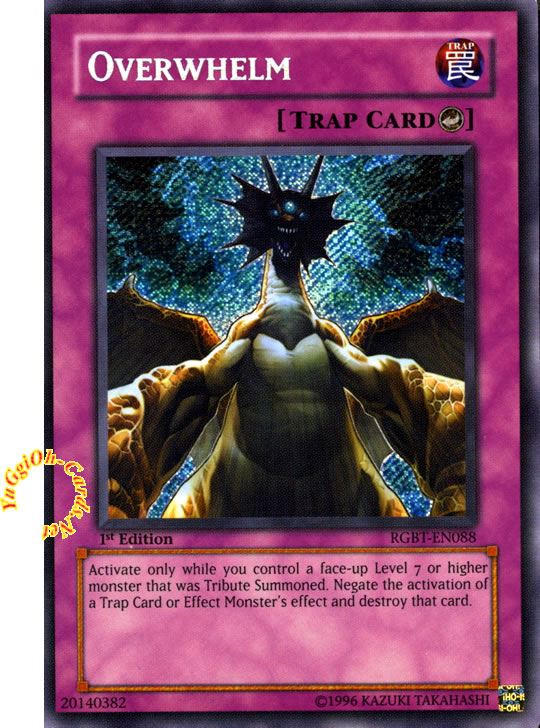 OVERWHELM
TRAP
罠
[TRAP CARD]
YuGgiOh-Cards.Net
1st Edition
RGBT-EN088
Activate only while you control a face-up Level 7 or higher
monster that was Tribute Summoned. Negate the activation of
a Trap Card or Effect Monster's effect and destroy that card.
20140382
©1996 KAZUKI TAKAHASHI